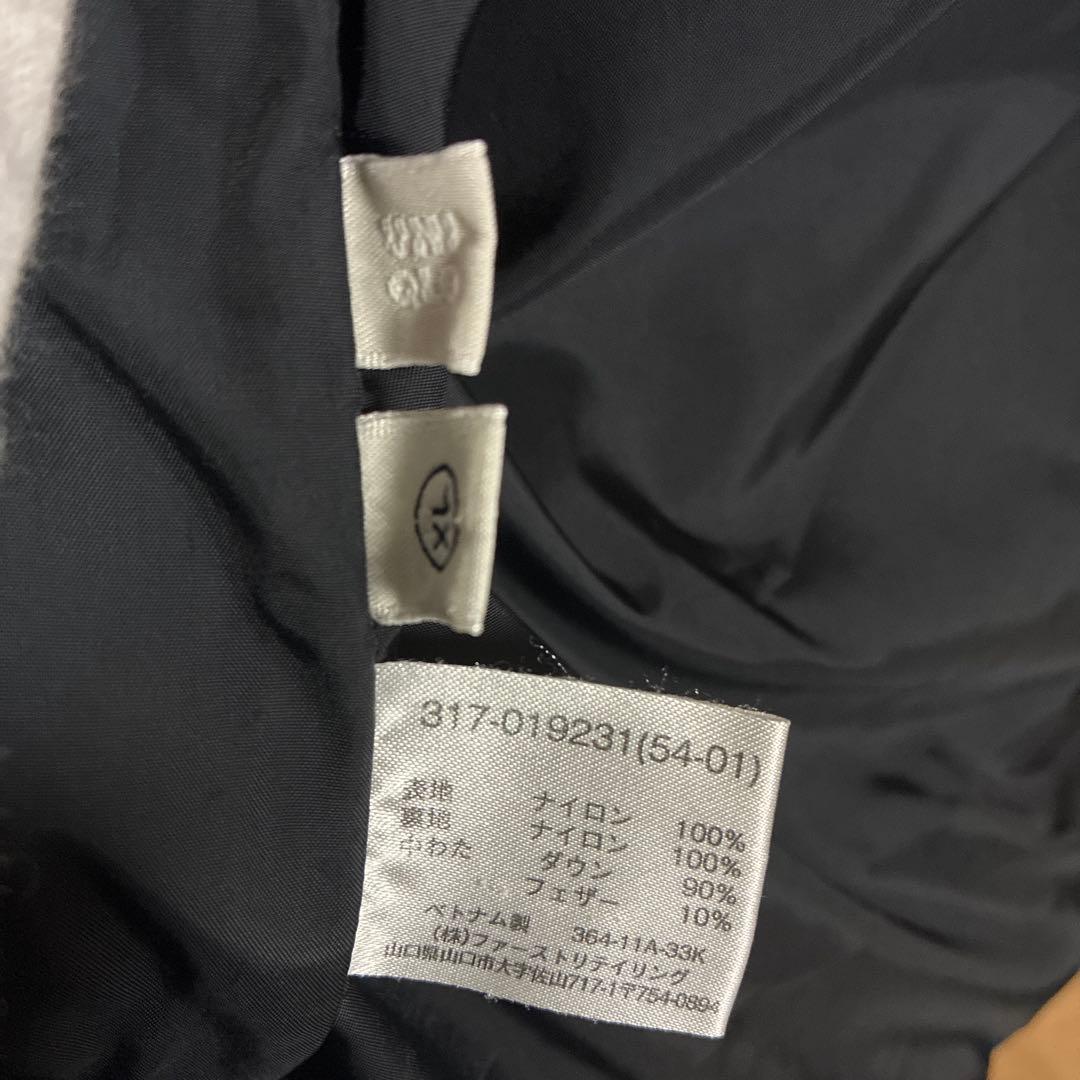 UNI
QLO
XL
317-019231(54-01)
表地 ナイロン 100%
裏地 ナイロン 100%
中わた ダウン 90%
フェザー 10%
ベトナム製 364-11A-33K
(株)ファーストリテイリング
山口県山口市大字佐山717-1〒754-0894